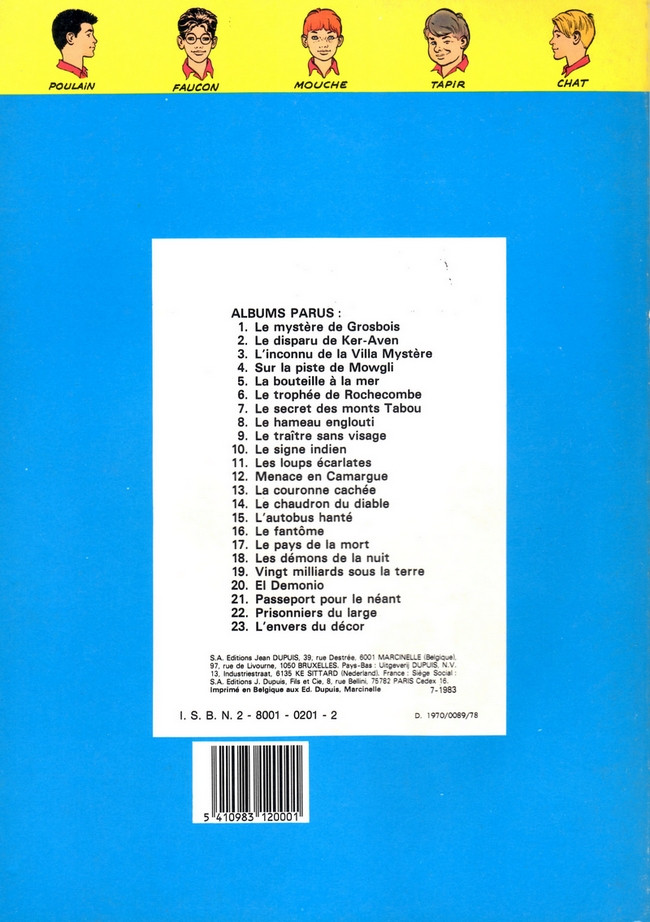 POULAIN FAUCON MOUCHE TAPIR CHAT
ALBUMS PARUS :
1. Le mystère de Grosbois
2. Le disparu de Ker-Aven
3. L'inconnu de la Villa Mystère
4. Sur la piste de Mowgli
5. La bouteille à la mer
6. Le trophée de Rochecombe
7. Le secret des monts Tabou
8. Le hameau englouti
9. Le traître sans visage
10. Le signe indien
11. Les loups écarlates
12. Menace en Camargue
13. La couronne cachée
14. Le chaudron du diable
15. L'autobus hanté
16. Le fantôme
17. Le pays de la mort
18. Les démons de la nuit
19. Vingt milliards sous la terre
20. El Demonio
21. Passeport pour le néant
22. Prisonniers du large
23. L'envers du décor
S.A. Editions Jean DUPUIS, 39, rue Destrée, 6001 MARCINELLE (Belgique),
97, rue de Livourne, 1050 BRUXELLES. Pays-Bas : Uitgeverij DUPUIS. N.V.
13, Industriestraat, 6135 KE SITTARD (Nederland). France : Siège Social :
S.A. Editions J. Dupuis, Fils et Cie, 8, rue Bellini, 75782 PARIS Cedex 16.
Imprimé en Belgique aux Ed. Dupuis, Marcinelle 7-1983
I. S. B. N. 2 - 8001 - 0201 - 2 D. 1970/0089/78
5 410983 120001